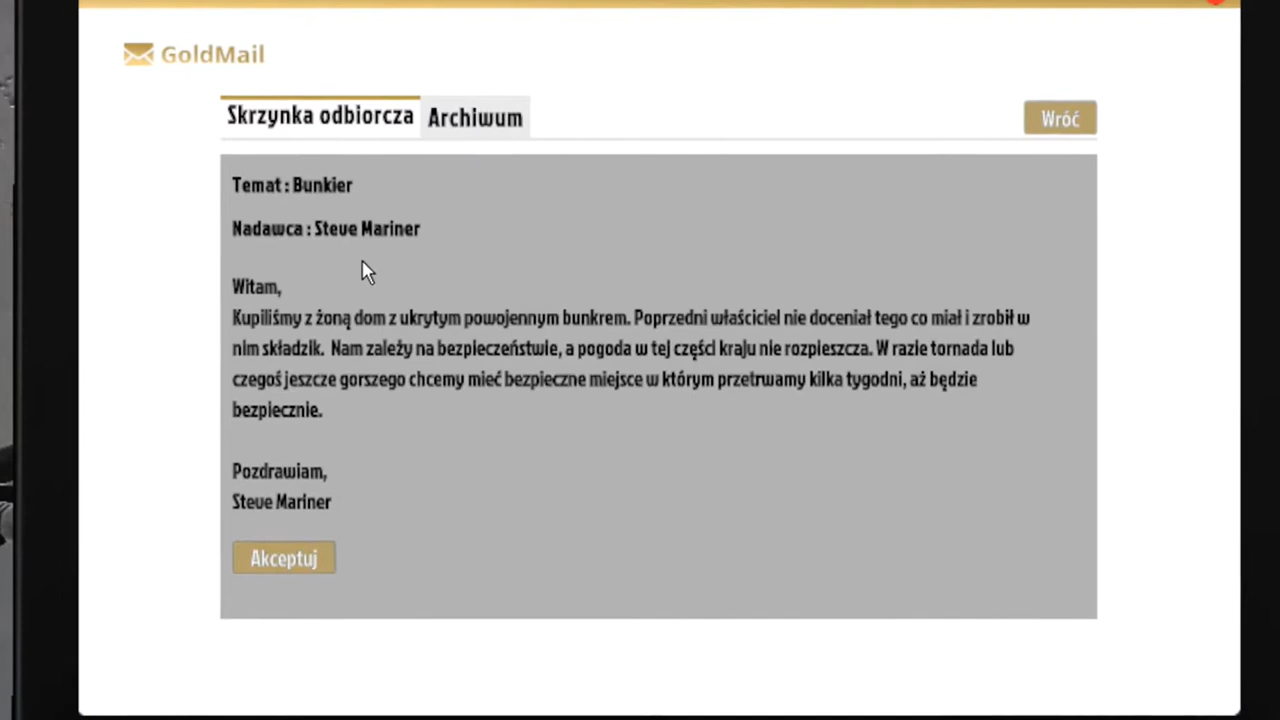 GoldMail
Skrzynka odbiorcza
Archiwum
Wróć
Temat : Bunkier
Nadawca : Steve Mariner
Witam,
Kupiliśmy z żoną dom z ukrytym powojennym bunkrem. Poprzedni właściciel nie doceniał tego co miał i zrobił w
nim składzik. Nam zależy na bezpieczeństwie, a pogoda w tej części kraju nie rozpieszcza. W razie tornada lub
czegoś jeszcze gorszego chcemy mieć bezpieczne miejsce w którym przetrwamy kilka tygodni, aż będzie
bezpiecznie.
Pozdrawiam,
Steve Mariner
Akceptuj